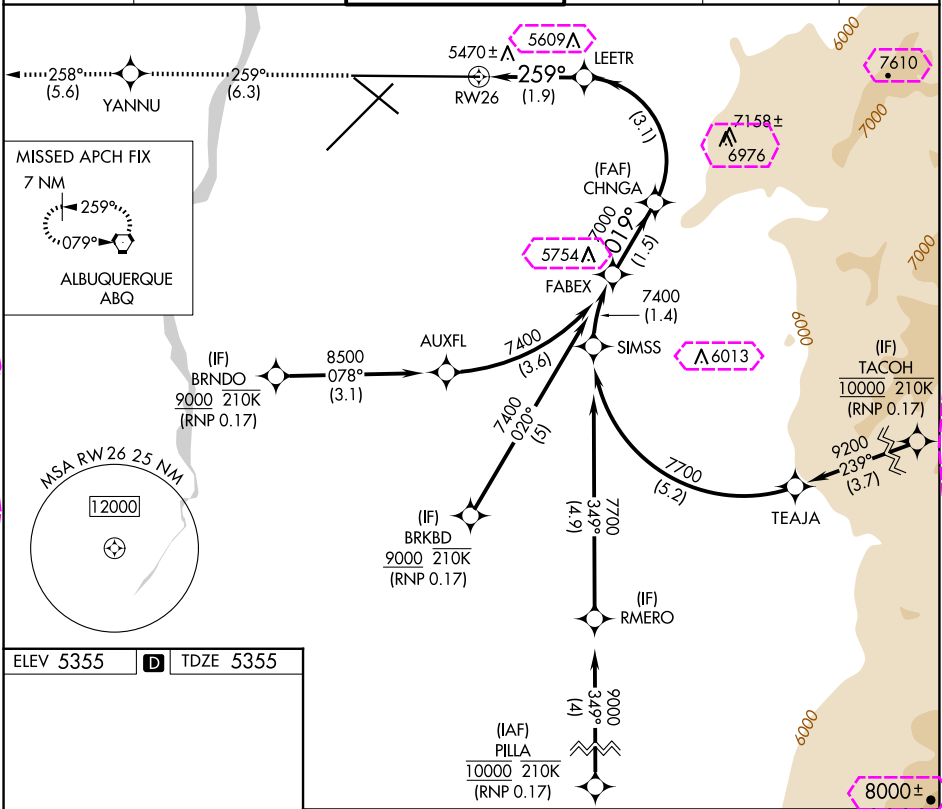 5470±
5609
LEETR
258°
(5.6)
YANNU
259°
(6.3)
RW26
259°
(1.9)
6000
7610
7000
(3.1)
7158±
6976
MISSED APCH FIX
7 NM
259°
079°
ALBUQUERQUE
ABQ
(FAF)
CHNGA
7000
019°
(1.5)
5754
FABEX
7000
7400
(1.4)
AUXFL
7400
(3.6)
SIMSS
6013
6000
(IF)
BRNDO
9000 210K
(RNP 0.17)
8500
078°
(3.1)
(IF)
TACOH
10000 210K
(RNP 0.17)
7400
020°
(5)
9200
239°
(3.7)
7700
(5.2)
TEAJA
MSA RW26 25 NM
12000
(IF)
BRKBD
9000 210K
(RNP 0.17)
7700
349°
(4.9)
(IF)
RMERO
ELEV 5355
D
TDZE 5355
9000
349°
(4)
(IAF)
PILLA
10000 210K
(RNP 0.17)
6000
8000±